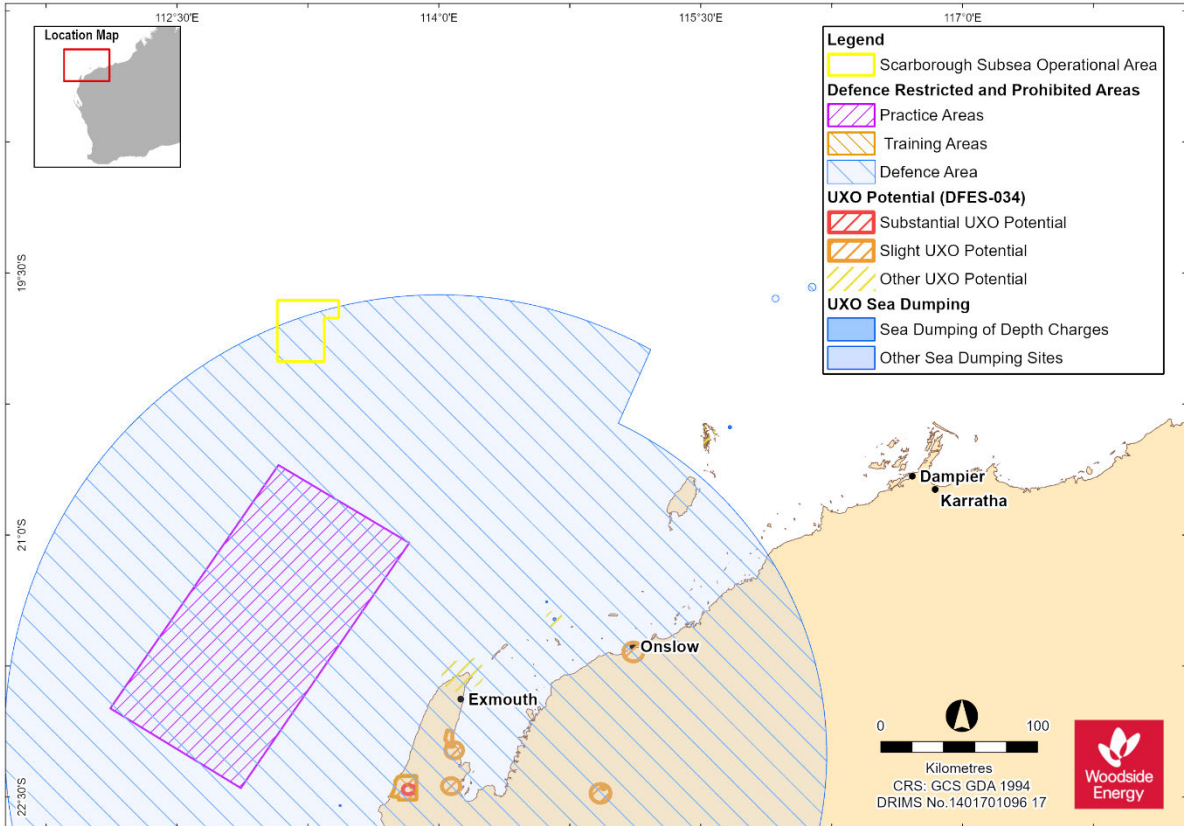 112°30'E
114°0'E
115°30'E
117°0'E
Location Map
Legend
Scarborough Subsea Operational Area
Defence Restricted and Prohibited Areas
Practice Areas
Training Areas
Defence Area
UXO Potential (DFES-034)
Substantial UXO Potential
Slight UXO Potential
Other UXO Potential
UXO Sea Dumping
Sea Dumping of Depth Charges
Other Sea Dumping Sites
19°30'S
21°0'S
22°30'S
Dampier
Karratha
Onslow
Exmouth
0
100
Kilometres
CRS: GCS GDA 1994
DRIMS No.1401701096 17
Woodside
Energy